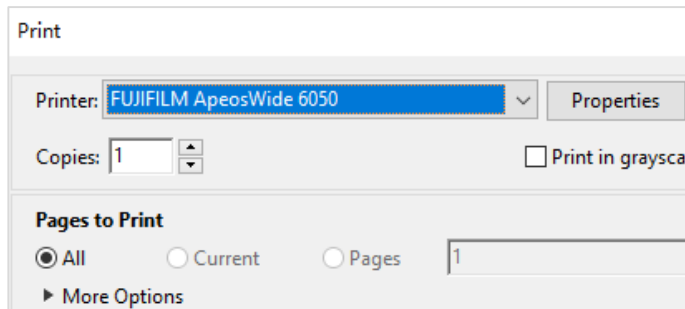 Print
Printer: FUJIFILM ApeosWide 6050 Properties
Copies: 1 Print in graysca
Pages to Print
All Current Pages 1
More Options